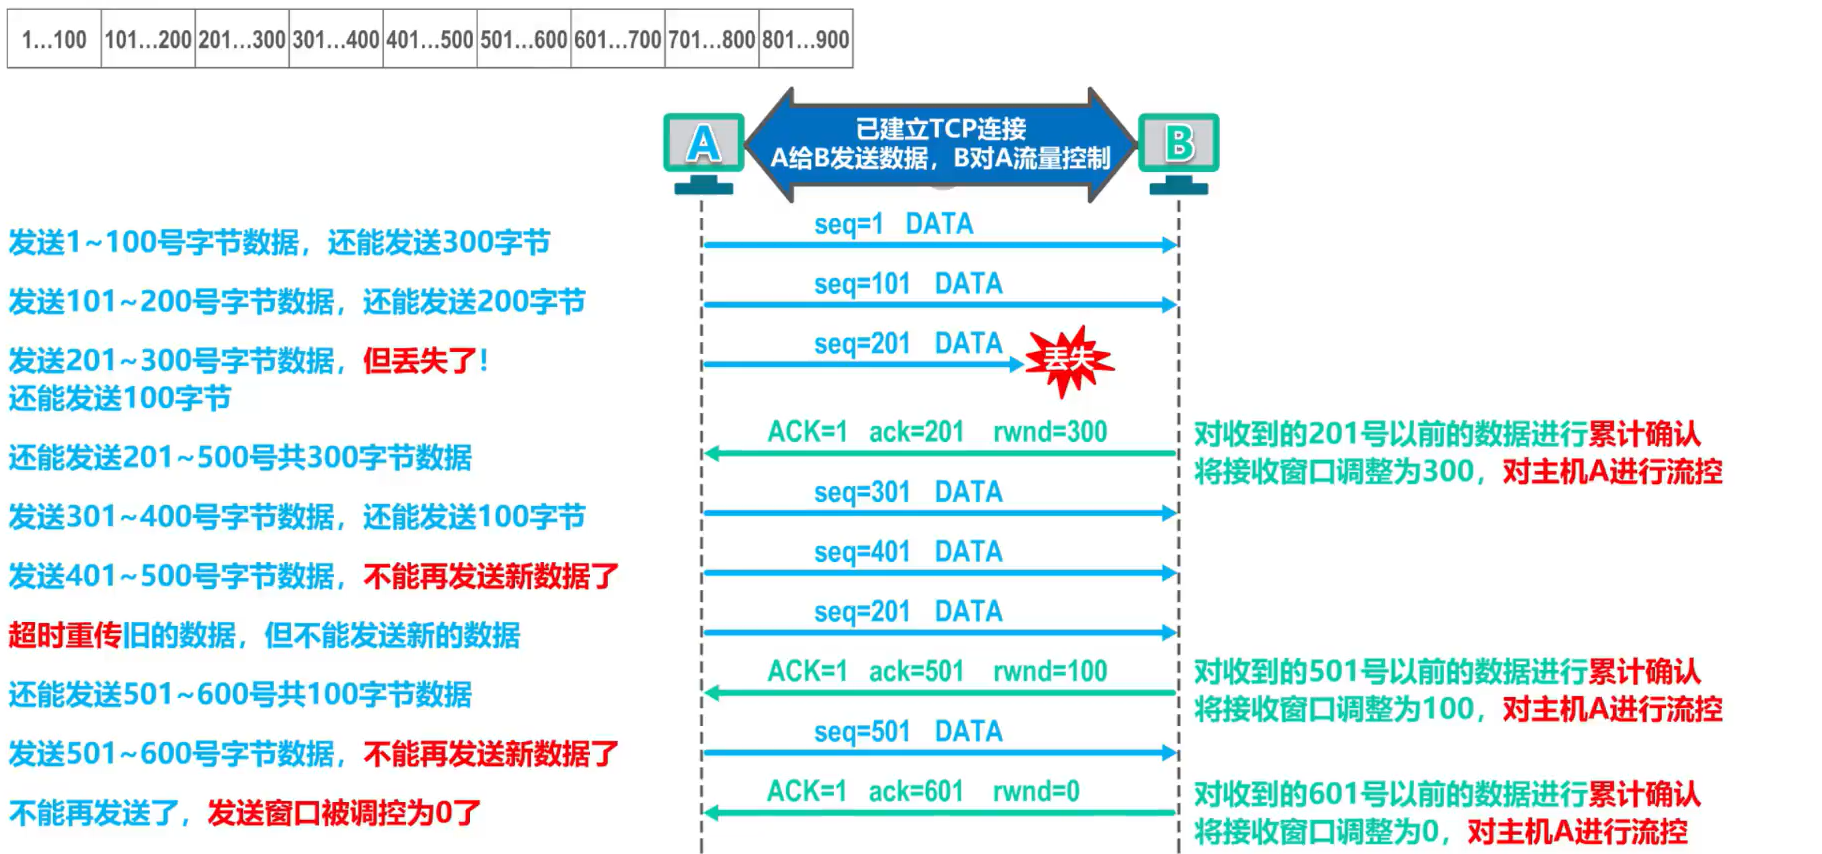 1...100 101...200 201...300 301...400 401...500 501...600 601...700 701...800 801...900
A
已建立TCP连接
A给B发送数据，B对A流量控制
B
seq=1 DATA
发送1~100号字节数据，还能发送300字节
seq=101 DATA
发送101~200号字节数据，还能发送200字节
seq=201 DATA
丢失
发送201~300号字节数据，但丢失了！
还能发送100字节
ACK=1 ack=201 rwnd=300
对收到的201号以前的数据进行累计确认
将接收窗口调整为300，对主机A进行流控
还能发送201~500号共300字节数据
seq=301 DATA
发送301~400号字节数据，还能发送100字节
seq=401 DATA
发送401~500号字节数据，不能再发送新数据了
seq=201 DATA
超时重传旧的数据，但不能发送新的数据
ACK=1 ack=501 rwnd=100
对收到的501号以前的数据进行累计确认
将接收窗口调整为100，对主机A进行流控
还能发送501~600号共100字节数据
seq=501 DATA
发送501~600号字节数据，不能再发送新数据了
ACK=1 ack=601 rwnd=0
对收到的601号以前的数据进行累计确认
将接收窗口调整为0，对主机A进行流控
不能再发送了，发送窗口被调控为0了